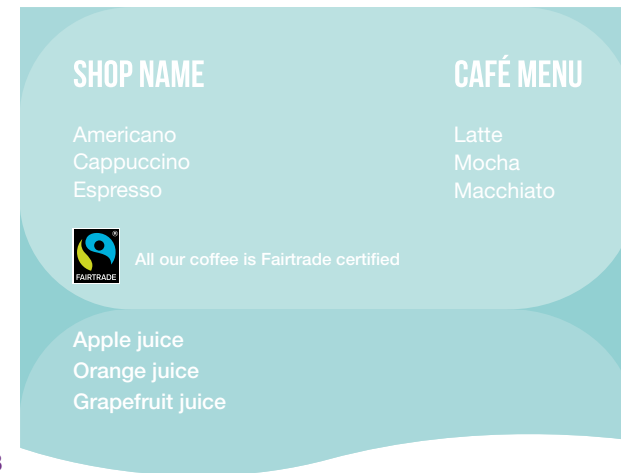 SHOP NAME
CAFÉ MENU
Americano
Cappuccino
Espresso
Latte
Mocha
Macchiato
®
FAIRTRADE
All our coffee is Fairtrade certified
Apple juice
Orange juice
Grapefruit juice